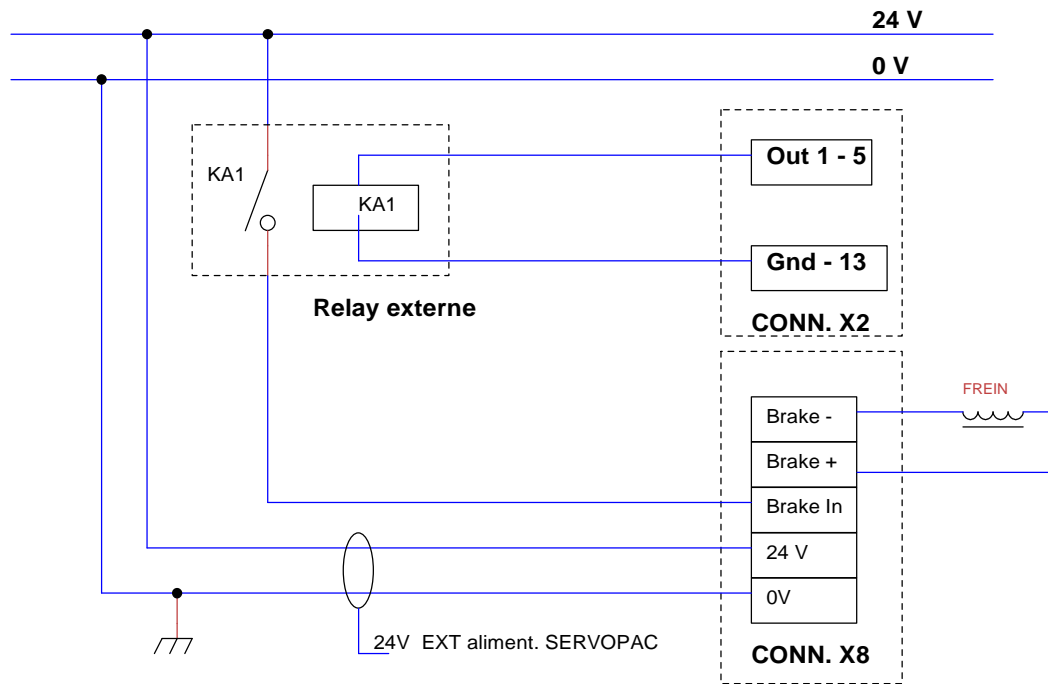 24 V
0 V
KA1
KA1
Relay externe
Out 1 - 5
Gnd - 13
CONN. X2
Brake -
Brake +
Brake In
24 V
0V
CONN. X8
FREIN
24V EXT aliment. SERVOPAC